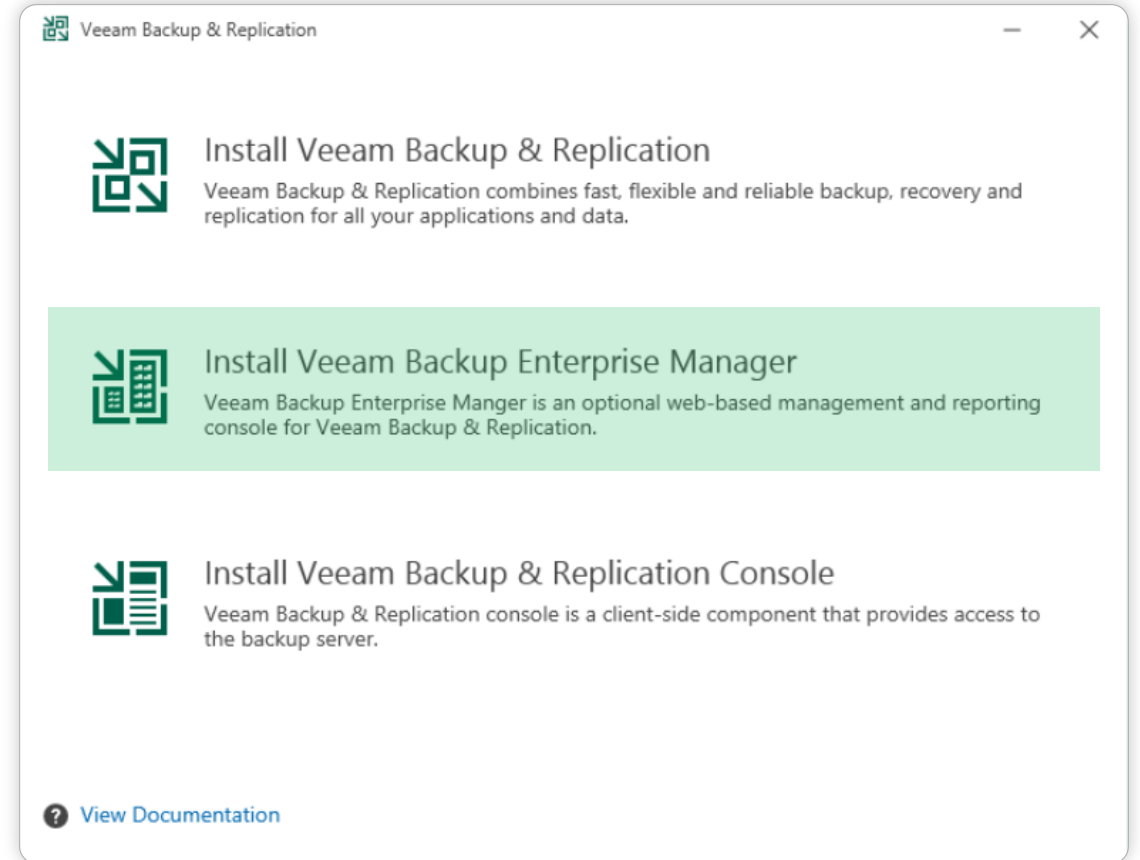 Veeam Backup & Replication
Install Veeam Backup & Replication
Veeam Backup & Replication combines fast, flexible and reliable backup, recovery and
replication for all your applications and data.
Install Veeam Backup Enterprise Manager
Veeam Backup Enterprise Manger is an optional web-based management and reporting
console for Veeam Backup & Replication.
Install Veeam Backup & Replication Console
Veeam Backup & Replication console is a client-side component that provides access to
the backup server.
View Documentation